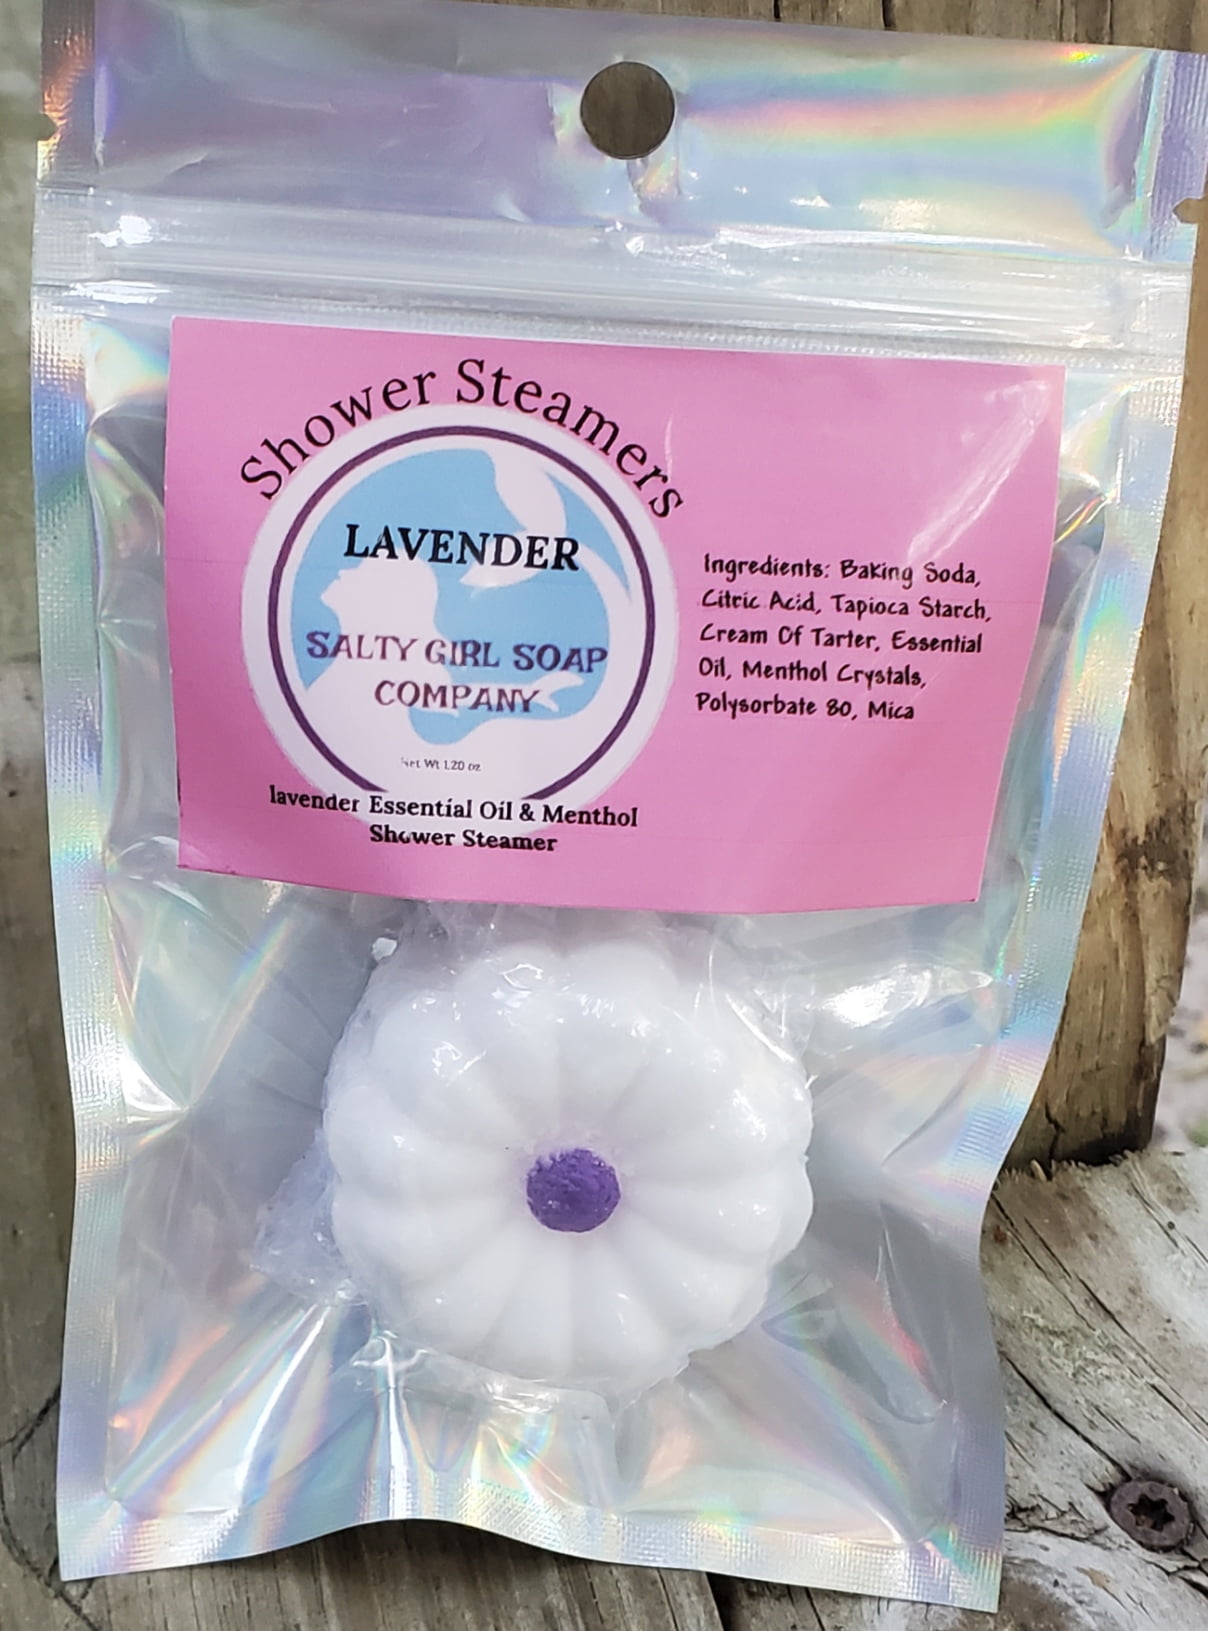 Shower Steamers
LAVENDER
SALTY GIRL SOAP
COMPANY
Net Wt 1.20 oz
lavender Essential Oil & Menthol
Shower Steamer
Ingredients: Baking Soda,
Citric Acid, Tapioca Starch,
Cream Of Tarter, Essential
Oil, Menthol Crystals,
Polysorbate 80, Mica